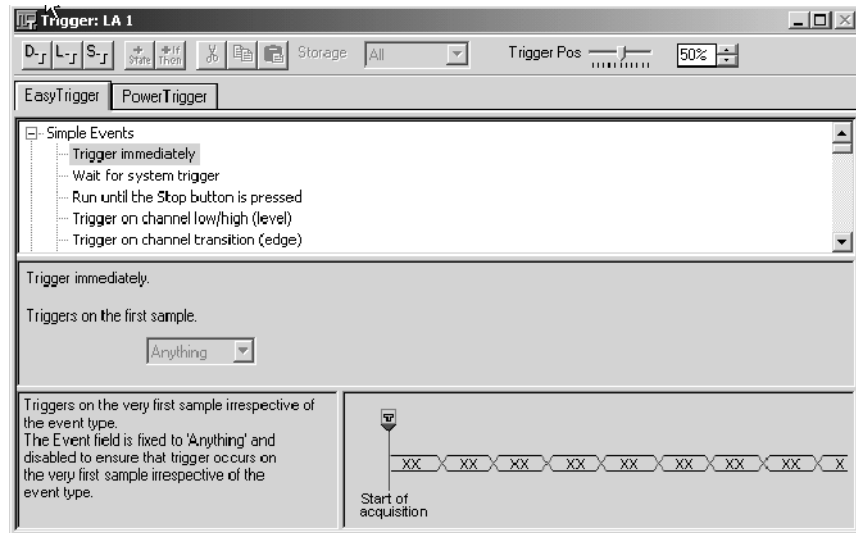 Trigger: LA 1
D- L- S- State If Then Storage All Trigger Pos 50%
EasyTrigger PowerTrigger
Simple Events
Trigger immediately
Wait for system trigger
Run until the Stop button is pressed
Trigger on channel low/high (level)
Trigger on channel transition (edge)
Trigger immediately.
Triggers on the first sample.
Anything
Triggers on the very first sample irrespective of
the event type.
The Event field is fixed to 'Anything' and
disabled to ensure that trigger occurs on
the very first sample irrespective of the
event type.
T
XX XX XX XX XX XX XX XX X
Start of
acquisition